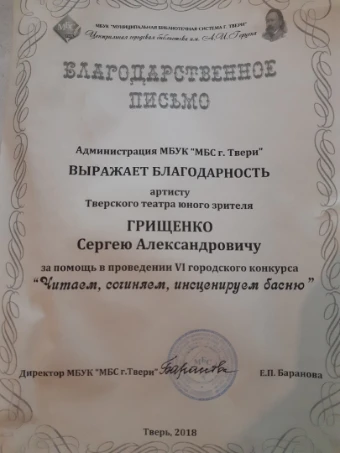 МБУК "МУНИЦИПАЛЬНАЯ БИБЛИОТЕЧНАЯ СИСТЕМА Г. ТВЕРИ"
Центральная городская библиотека им. А.И. Герцена
БЛАГОДАРСТВЕННОЕ
ПИСЬМО
Администрация МБУК "МБС г. Твери"
ВЫРАЖАЕТ БЛАГОДАРНОСТЬ
артисту
Тверского театра юного зрителя
ГРИЩЕНКО
Сергею Александровичу
за помощь в проведении VI городского конкурса
"Читаем, сочиняем, инсценируем басню"
Директор МБУК "МБС г.Твери" Баранова Е.П. Баранова
Тверь, 2018